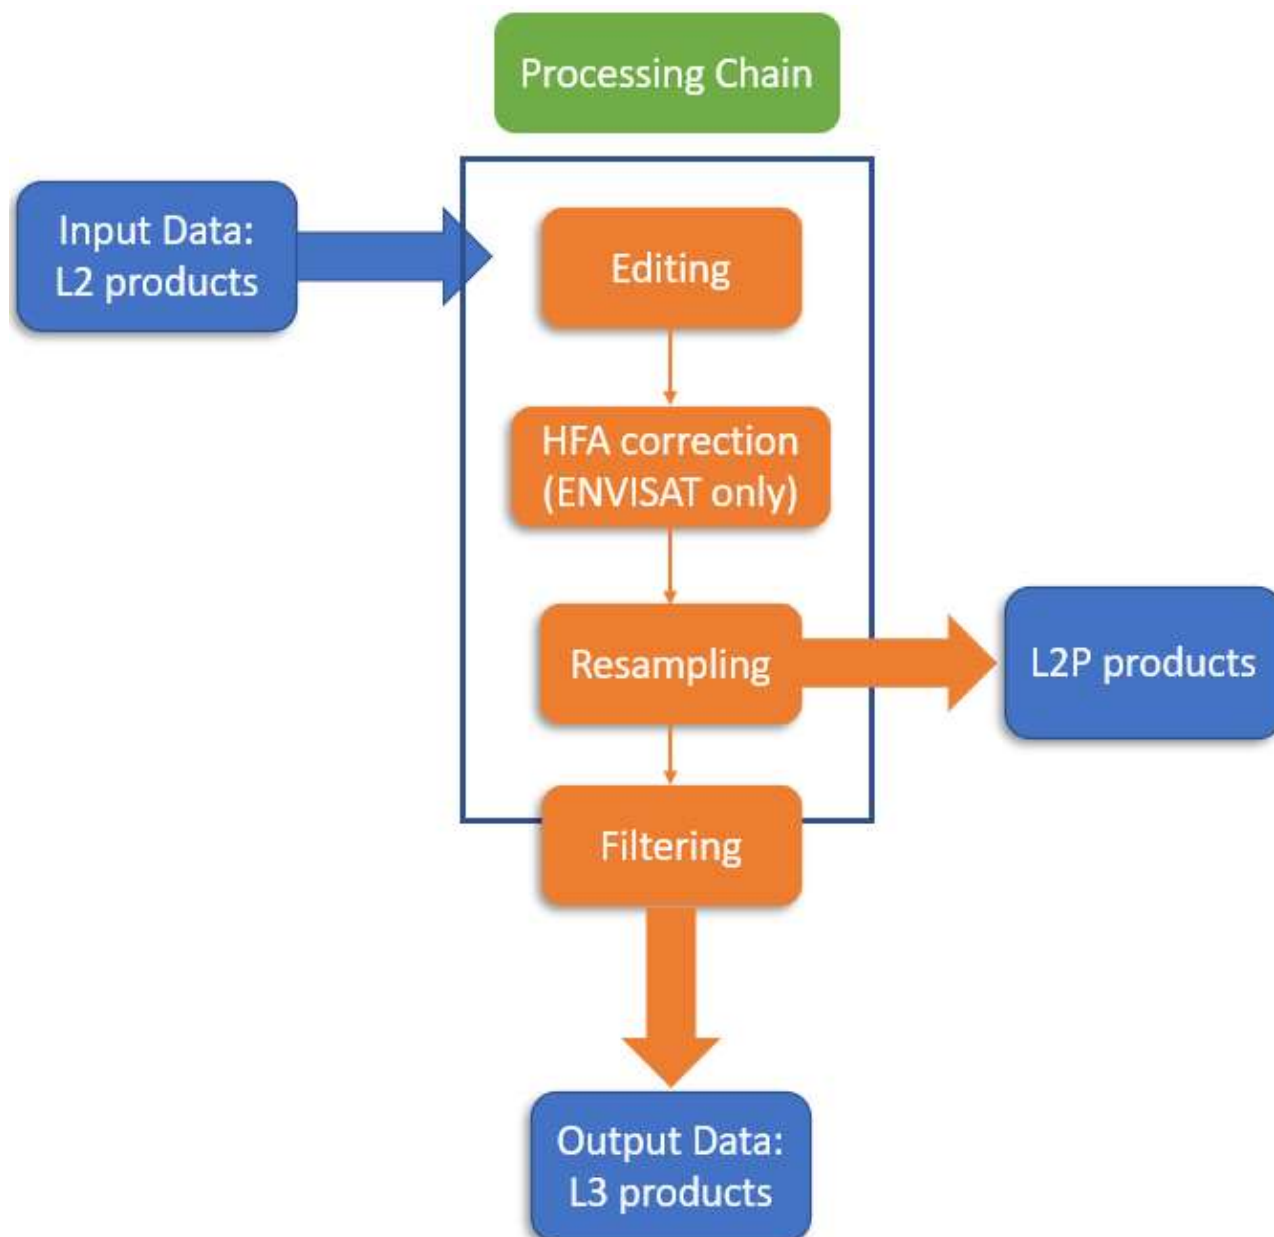 Processing Chain
Input Data:
L2 products
Editing
HFA correction
(ENVISAT only)
Resampling
L2P products
Filtering
Output Data:
L3 products